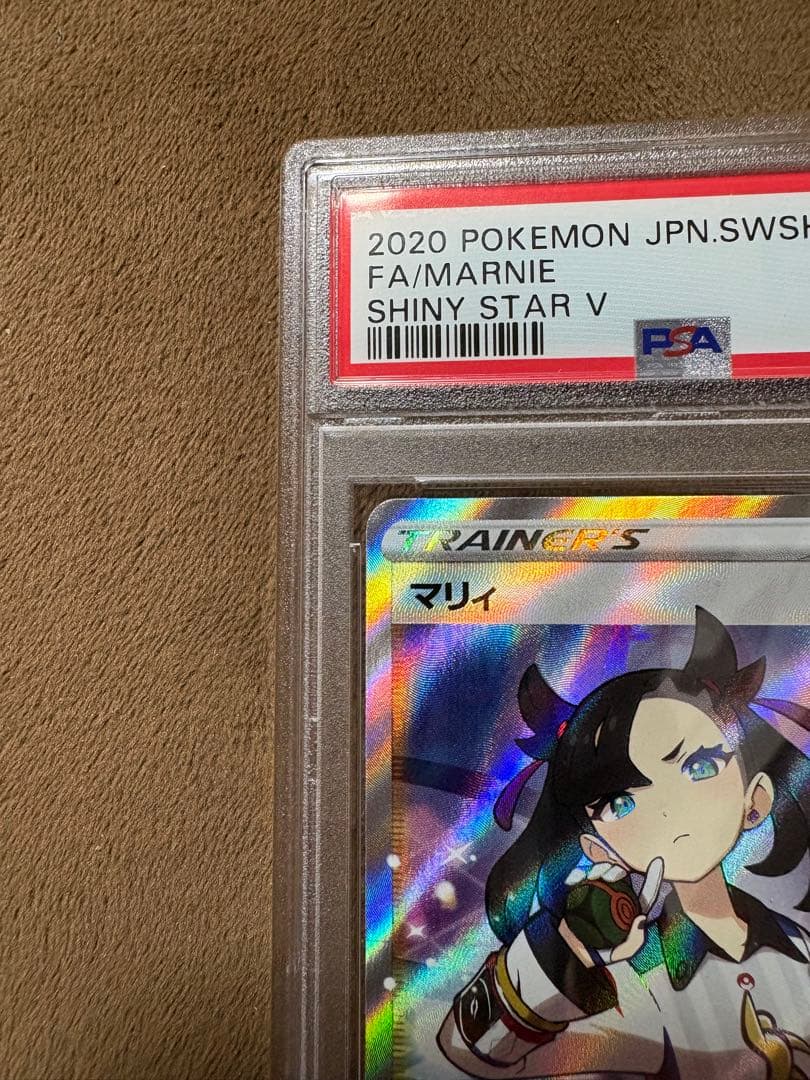 2020 POKEMON JPN.SWSH
FA/MARNIE
SHINY STAR V
PSA
TRAINER'S
マリィ